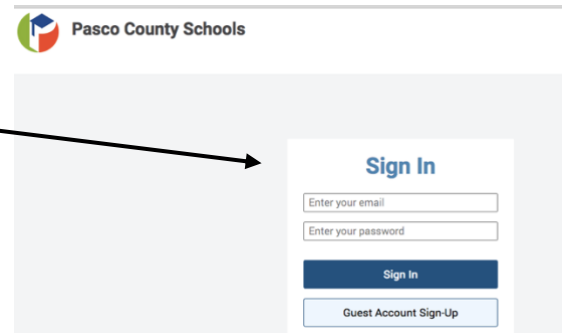 Pasco County Schools
Sign In
Enter your email
Enter your password
Sign In
Guest Account Sign-Up